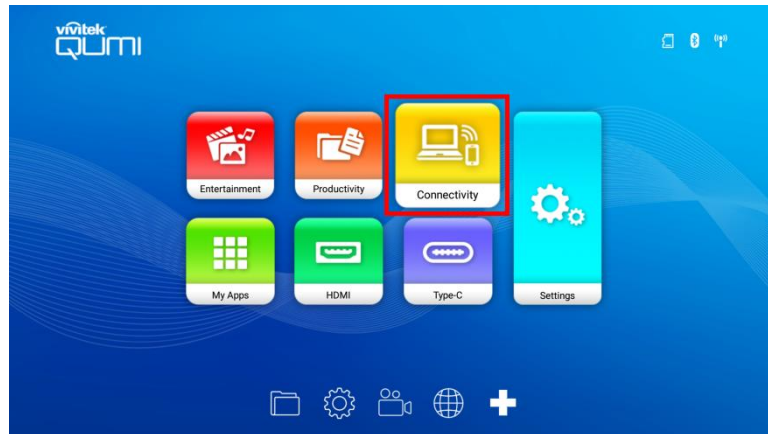 vivitek
QUMI
Entertainment
Productivity
Connectivity
My Apps
HDMI
Type-C
Settings